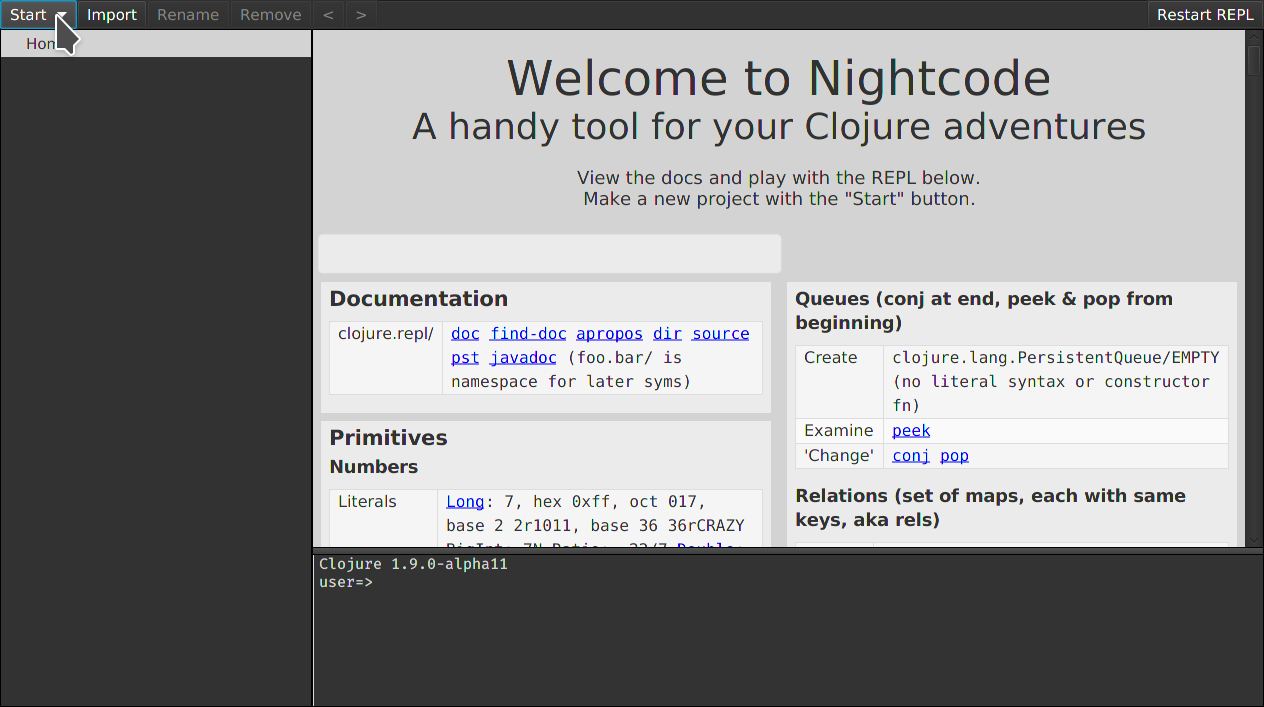 Start Import Rename Remove < > Restart REPL
Welcome to Nightcode
A handy tool for your Clojure adventures
View the docs and play with the REPL below.
Make a new project with the "Start" button.
Documentation
clojure.repl/ doc find-doc apropos dir source
pst javadoc (foo.bar/ is
namespace for later syms)
Primitives
Numbers
Literals Long: 7, hex 0xff, oct 017,
base 2 2r1011, base 36 36rCRAZY
Queues (conj at end, peek & pop from
beginning)
Create clojure.lang.PersistentQueue/EMPTY
(no literal syntax or constructor
fn)
Examine peek
'Change' conj pop
Relations (set of maps, each with same
keys, aka rels)
Clojure 1.9.0-alpha11
user=>